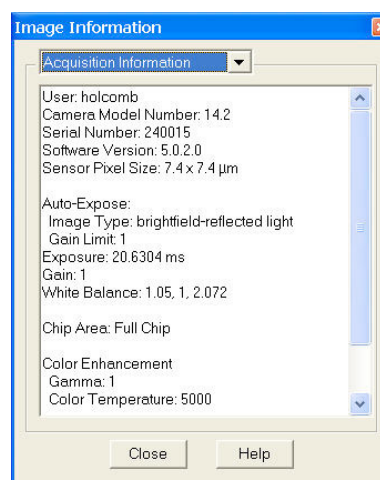 Image Information
Acquisition Information
User: holcomb
Camera Model Number: 14.2
Serial Number: 240015
Software Version: 5.0.2.0
Sensor Pixel Size: 7.4 x 7.4 µm
Auto-Expose:
Image Type: brightfield-reflected light
Gain Limit: 1
Exposure: 20.6304 ms
Gain: 1
White Balance: 1.05, 1, 2.072
Chip Area: Full Chip
Color Enhancement
Gamma: 1
Color Temperature: 5000
Close Help